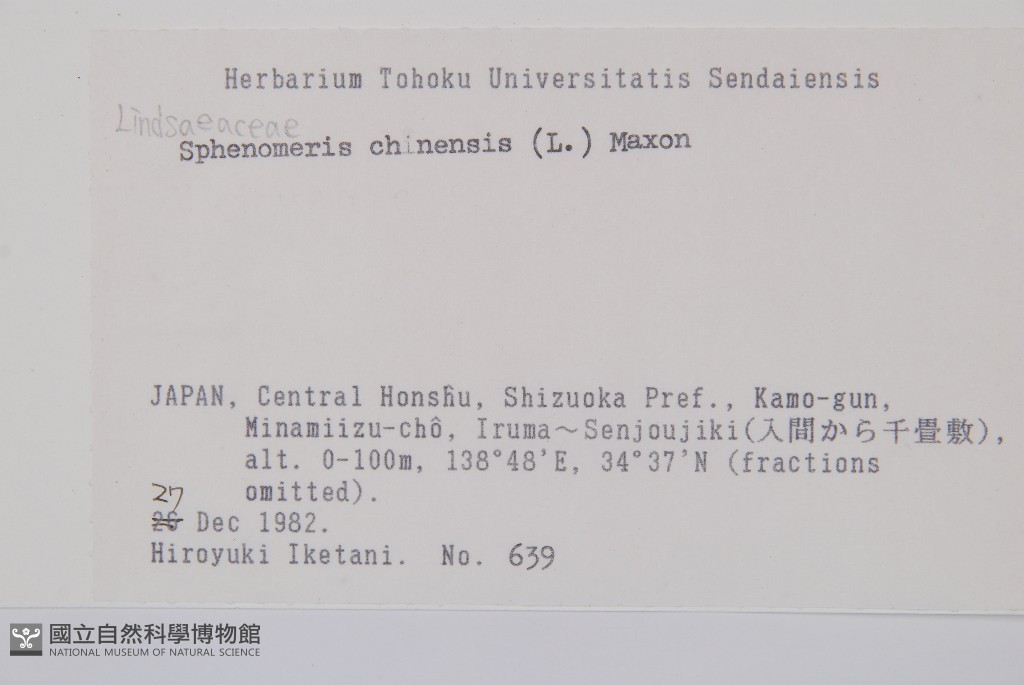 Herbarium Tohoku Universitatis Sendaiensis
Lindsaeaceae
Sphenomeris chinensis (L.) Maxon
JAPAN, Central Honshû, Shizuoka Pref., Kamo-gun,
Minamiizu-chô, Iruma～Senjoujiki(入間から千畳敷),
alt. 0-100m, 138°48'E, 34°37'N (fractions
omitted).
27
26 Dec 1982.
Hiroyuki Iketani. No. 639
國立自然科學博物館
NATIONAL MUSEUM OF NATURAL SCIENCE